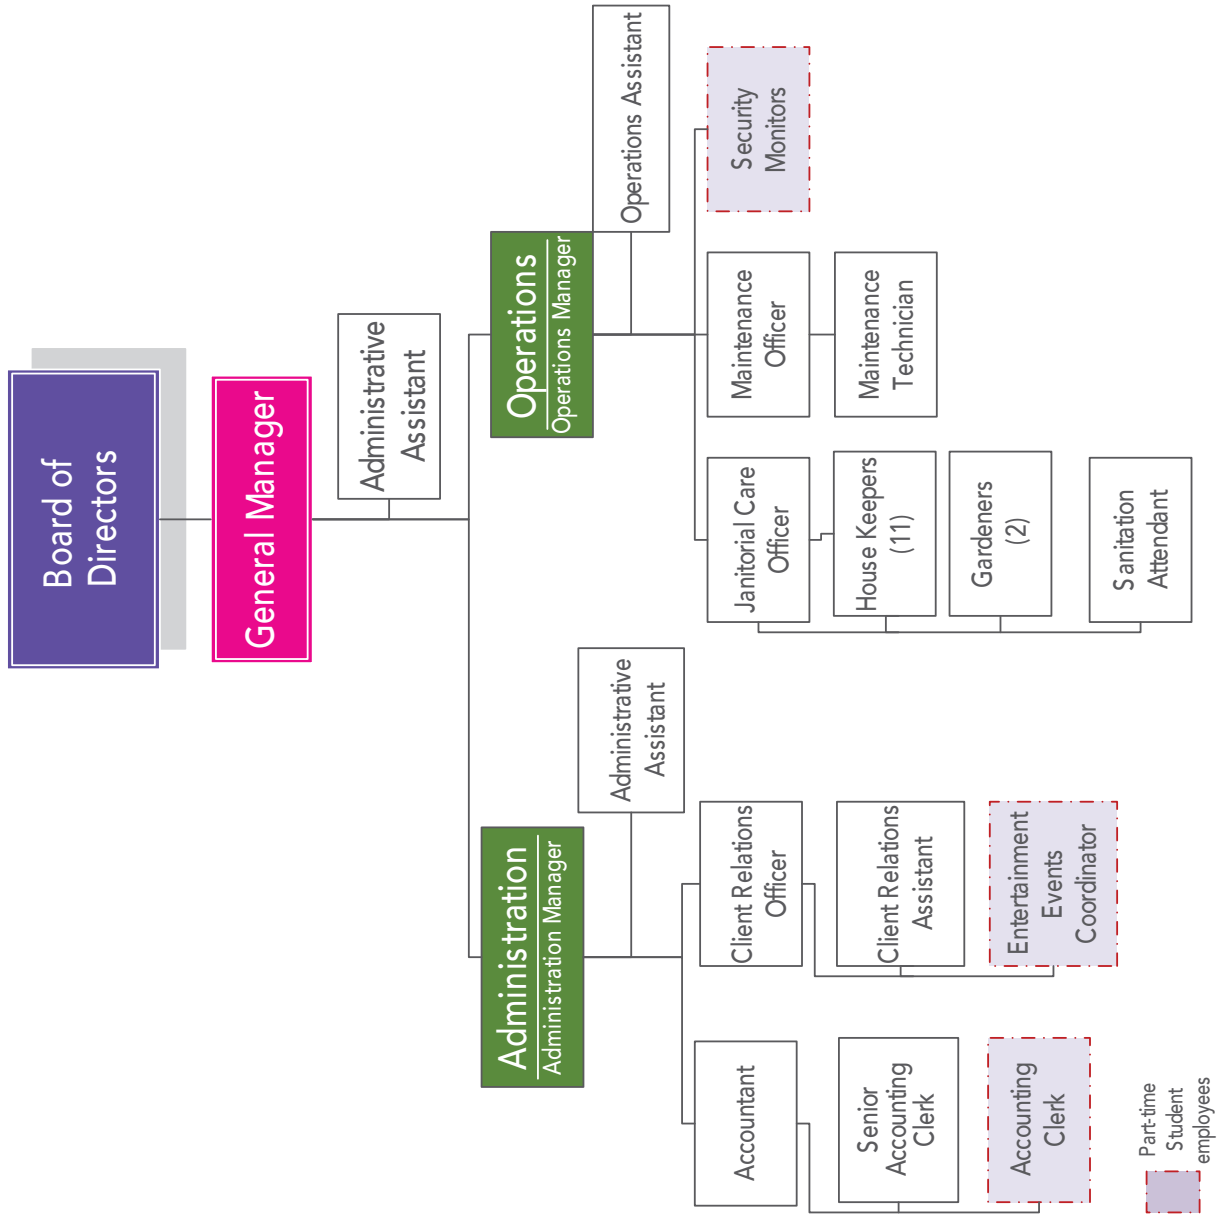 Board of
Directors
General Manager
Administrative
Assistant
Administration
Administration Manager
Operations
Operations Manager
Administrative
Assistant
Operations Assistant
Accountant
Client Relations
Officer
Janitorial Care
Officer
Maintenance
Officer
Security
Monitors
Senior
Accounting
Clerk
Client Relations
Assistant
House Keepers
(11)
Maintenance
Technician
Accounting
Clerk
Entertainment
Events
Coordinator
Gardeners
(2)
Sanitation
Attendant
Part-time
Student
employees